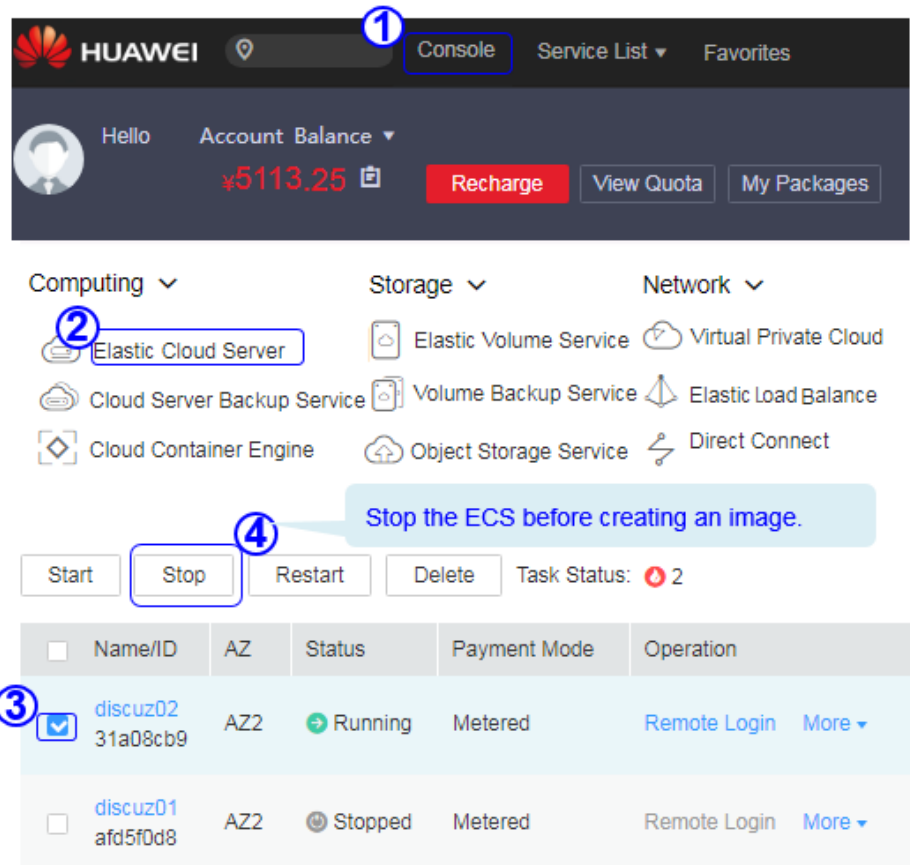 1
HUAWEI Console Service List Favorites
Hello Account Balance
¥5113.25 Recharge View Quota My Packages
Computing Storage Network
2
Elastic Cloud Server Elastic Volume Service Virtual Private Cloud
Cloud Server Backup Service Volume Backup Service Elastic Load Balance
Cloud Container Engine Object Storage Service Direct Connect
4 Stop the ECS before creating an image.
Start Stop Restart Delete Task Status: 2
Name/ID AZ Status Payment Mode Operation
3
discuz02
31a08cb9 AZ2 Running Metered Remote Login More
discuz01
afd5f0d8 AZ2 Stopped Metered Remote Login More